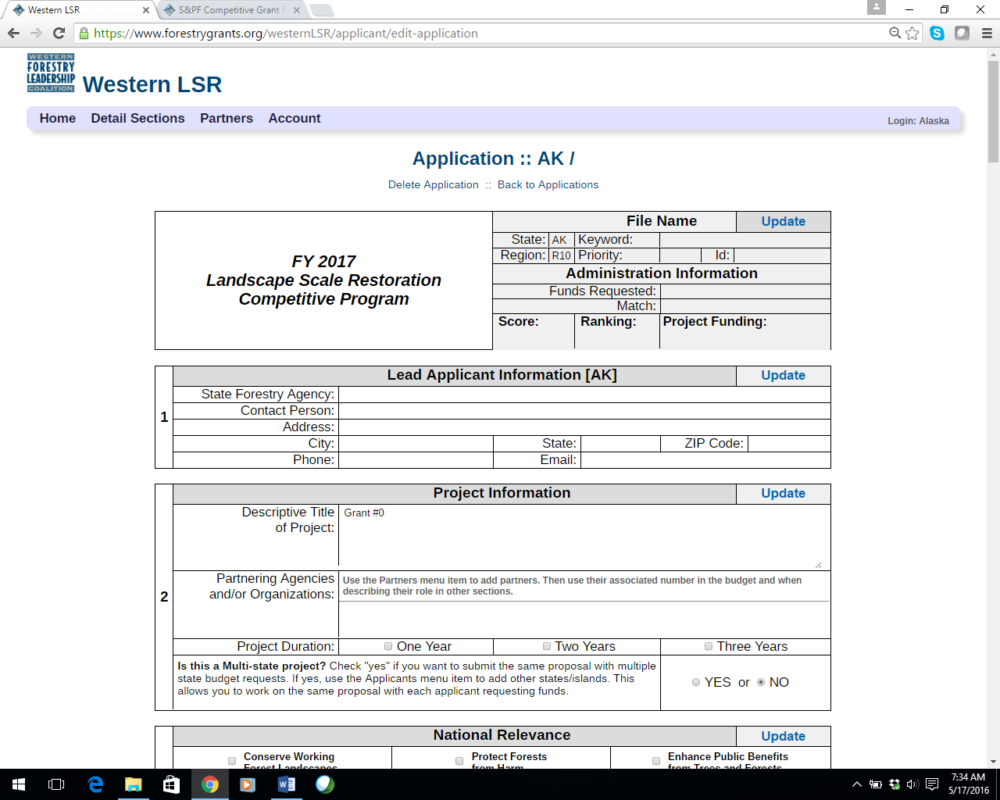 Western LSR
S&PF Competitive Grant
https://www.forestrygrants.org/westernLSR/applicant/edit-application
WESTERN
FORESTRY
LEADERSHIP
COALITION
Western LSR
Home Detail Sections Partners Account
Login: Alaska
Application :: AK /
Delete Application :: Back to Applications
FY 2017
Landscape Scale Restoration
Competitive Program
File Name Update
State: AK Keyword:
Region: R10 Priority: Id:
Administration Information
Funds Requested:
Match:
Score: Ranking: Project Funding:
1
Lead Applicant Information [AK] Update
State Forestry Agency:
Contact Person:
Address:
City: State: ZIP Code:
Phone: Email:
2
Project Information Update
Descriptive Title Grant #0
of Project:
Partnering Agencies Use the Partners menu item to add partners. Then use their associated number in the budget and when
and/or Organizations: describing their role in other sections.
Project Duration: One Year Two Years Three Years
Is this a Multi-state project? Check "yes" if you want to submit the same proposal with multiple
state budget requests. If yes, use the Applicants menu item to add other states/islands. This
allows you to work on the same proposal with each applicant requesting funds.
YES or NO
National Relevance Update
Conserve Working Protect Forests Enhance Public Benefits
Forest Landscapes from Harm from Trees and Forests
7:34 AM
5/17/2016